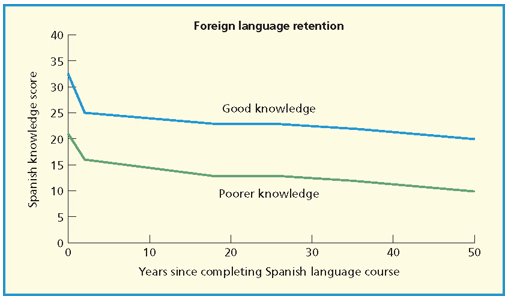 Foreign language retention
40
35
30
25
20
15
10
5
0
Spanish knowledge score
Good knowledge
Poorer knowledge
0 10 20 30 40 50
Years since completing Spanish language course